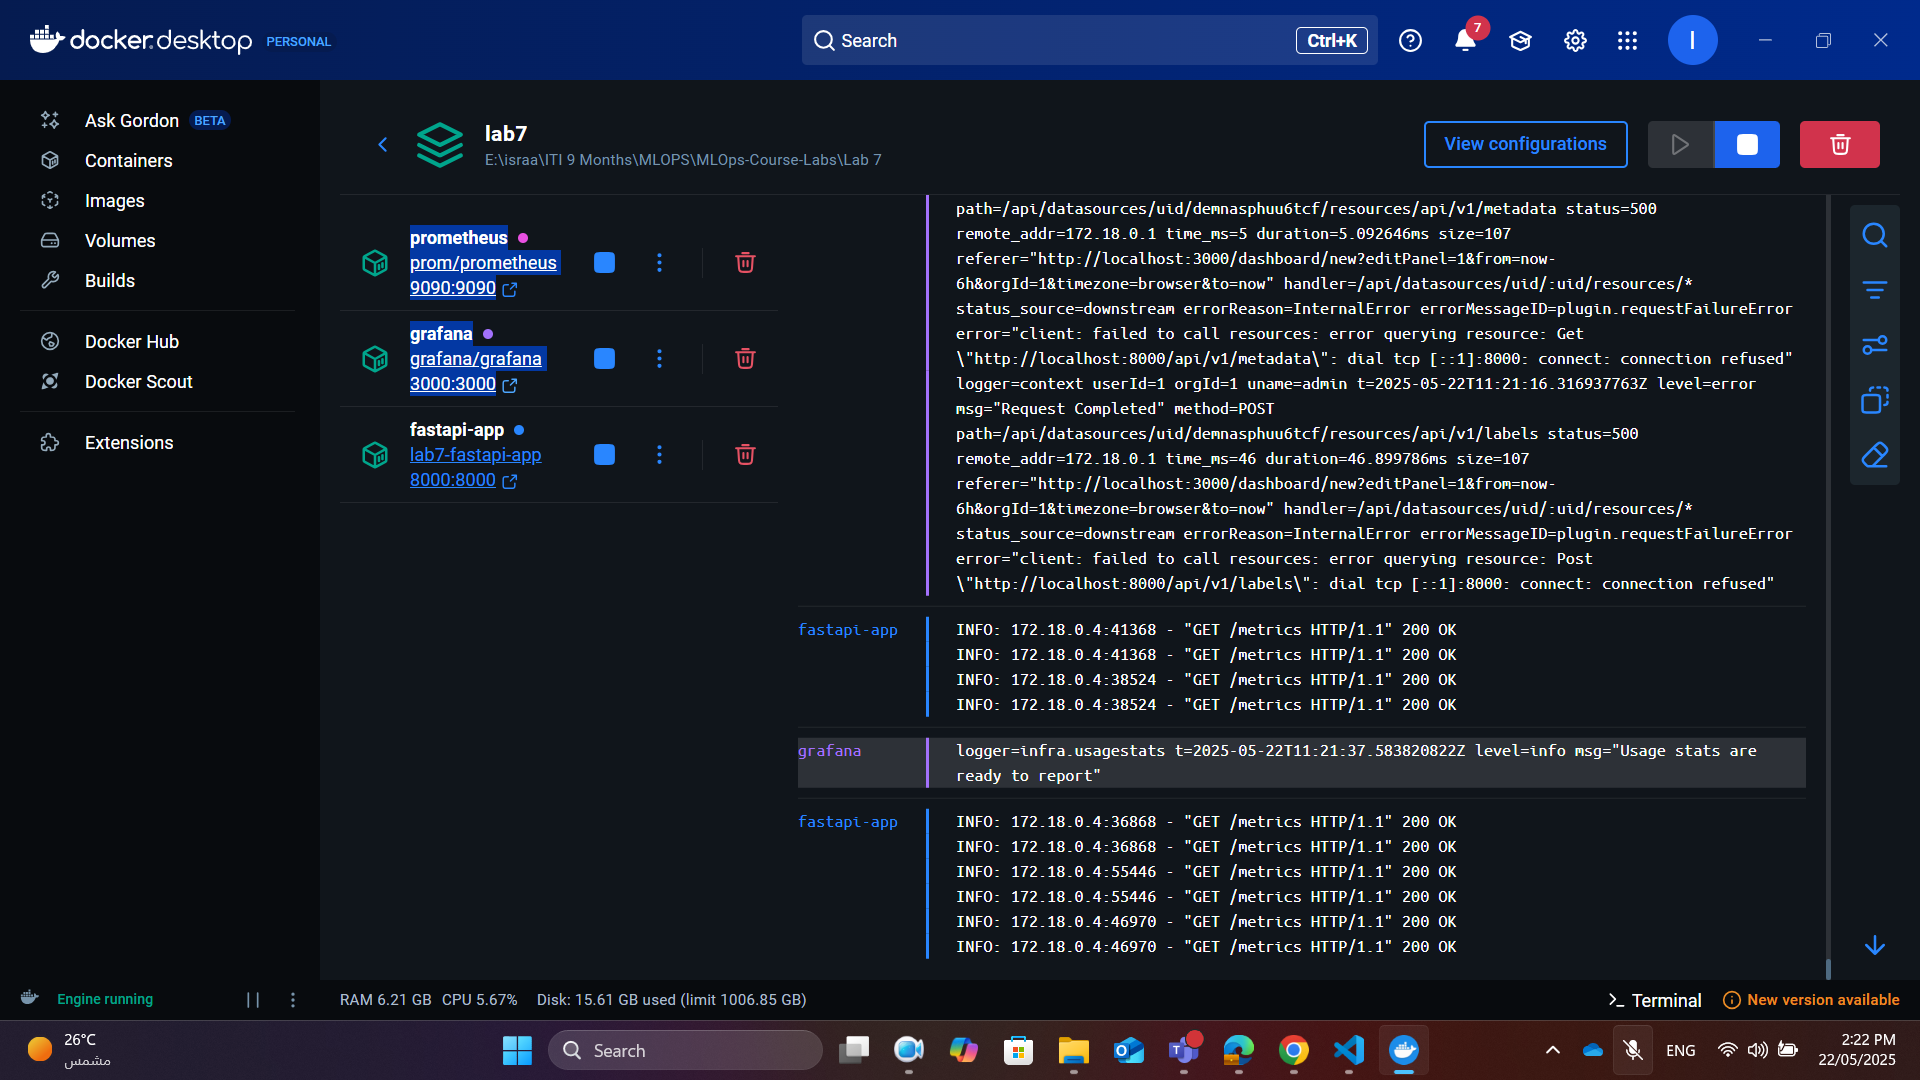 docker.desktop PERSONAL
Search
Ctrl+K
7
I
Ask Gordon BETA
Containers
Images
Volumes
Builds
Docker Hub
Docker Scout
Extensions
lab7
E:\israa\ITI 9 Months\MLOPS\MLOps-Course-Labs\Lab 7
View configurations
prometheus
prom/prometheus
9090:9090
grafana
grafana/grafana
3000:3000
fastapi-app
lab7-fastapi-app
8000:8000
path=/api/datasources/uid/demnasphuu6tcf/resources/api/v1/metadata status=500
remote_addr=172.18.0.1 time_ms=5 duration=5.092646ms size=107
referer="http://localhost:3000/dashboard/new?editPanel=1&from=now-
6h&orgId=1&timezone=browser&to=now" handler=/api/datasources/uid/:uid/resources/*
status_source=downstream errorReason=InternalError errorMessageID=plugin.requestFailureError
error="client: failed to call resources: error querying resource: Get
\"http://localhost:8000/api/v1/metadata\": dial tcp [::1]:8000: connect: connection refused"
logger=context userId=1 orgId=1 uname=admin t=2025-05-22T11:21:16.316937763Z level=error
msg="Request Completed" method=POST
path=/api/datasources/uid/demnasphuu6tcf/resources/api/v1/labels status=500
remote_addr=172.18.0.1 time_ms=46 duration=46.899786ms size=107
referer="http://localhost:3000/dashboard/new?editPanel=1&from=now-
6h&orgId=1&timezone=browser&to=now" handler=/api/datasources/uid/:uid/resources/*
status_source=downstream errorReason=InternalError errorMessageID=plugin.requestFailureError
error="client: failed to call resources: error querying resource: Post
\"http://localhost:8000/api/v1/labels\": dial tcp [::1]:8000: connect: connection refused"
fastapi-app
INFO: 172.18.0.4:41368 - "GET /metrics HTTP/1.1" 200 OK
INFO: 172.18.0.4:41368 - "GET /metrics HTTP/1.1" 200 OK
INFO: 172.18.0.4:38524 - "GET /metrics HTTP/1.1" 200 OK
INFO: 172.18.0.4:38524 - "GET /metrics HTTP/1.1" 200 OK
grafana
logger=infra.usagestats t=2025-05-22T11:21:37.583820822Z level=info msg="Usage stats are
ready to report"
fastapi-app
INFO: 172.18.0.4:36868 - "GET /metrics HTTP/1.1" 200 OK
INFO: 172.18.0.4:36868 - "GET /metrics HTTP/1.1" 200 OK
INFO: 172.18.0.4:55446 - "GET /metrics HTTP/1.1" 200 OK
INFO: 172.18.0.4:55446 - "GET /metrics HTTP/1.1" 200 OK
INFO: 172.18.0.4:46970 - "GET /metrics HTTP/1.1" 200 OK
INFO: 172.18.0.4:46970 - "GET /metrics HTTP/1.1" 200 OK
Engine running
RAM 6.21 GB CPU 5.67% Disk: 15.61 GB used (limit 1006.85 GB)
Terminal
New version available
26°C
مشمس
Search
ENG
2:22 PM
22/05/2025